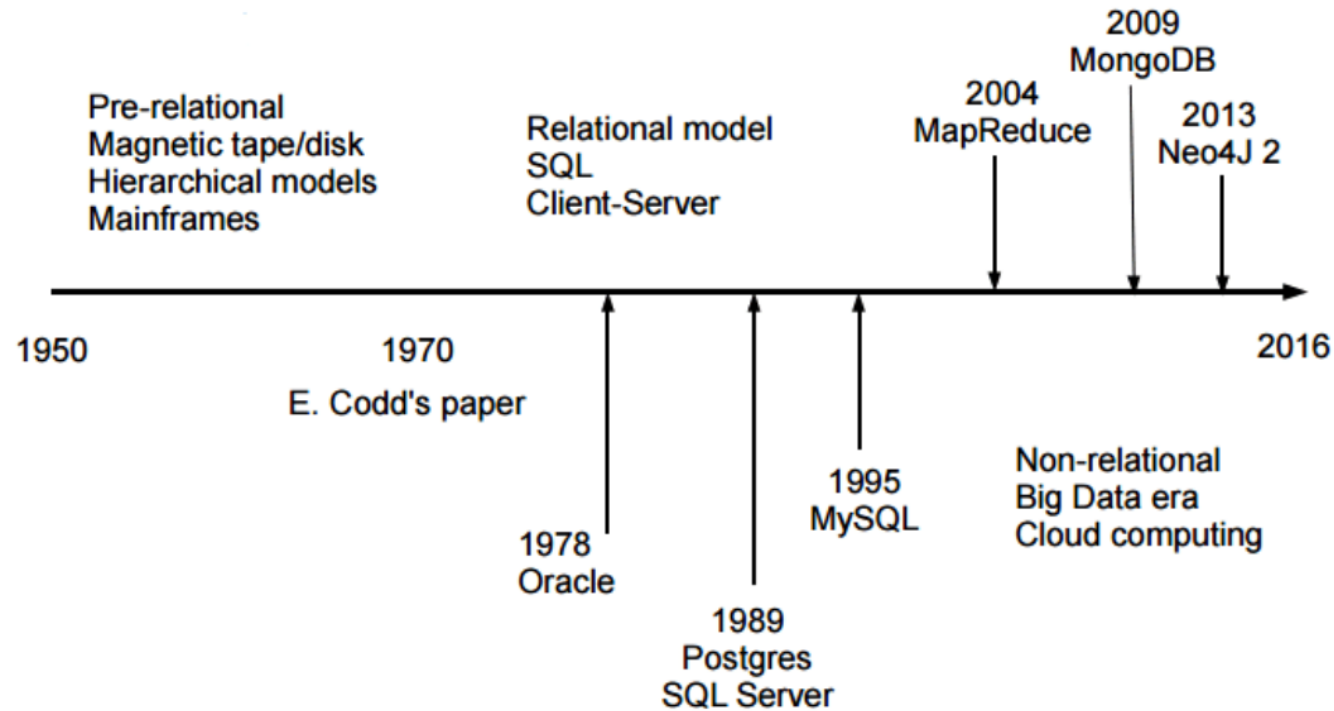 Pre-relational
Magnetic tape/disk
Hierarchical models
Mainframes
Relational model
SQL
Client-Server
2004
MapReduce
2009
MongoDB
2013
Neo4J 2
1950
1970
E. Codd's paper
2016
1978
Oracle
1989
Postgres
SQL Server
1995
MySQL
Non-relational
Big Data era
Cloud computing